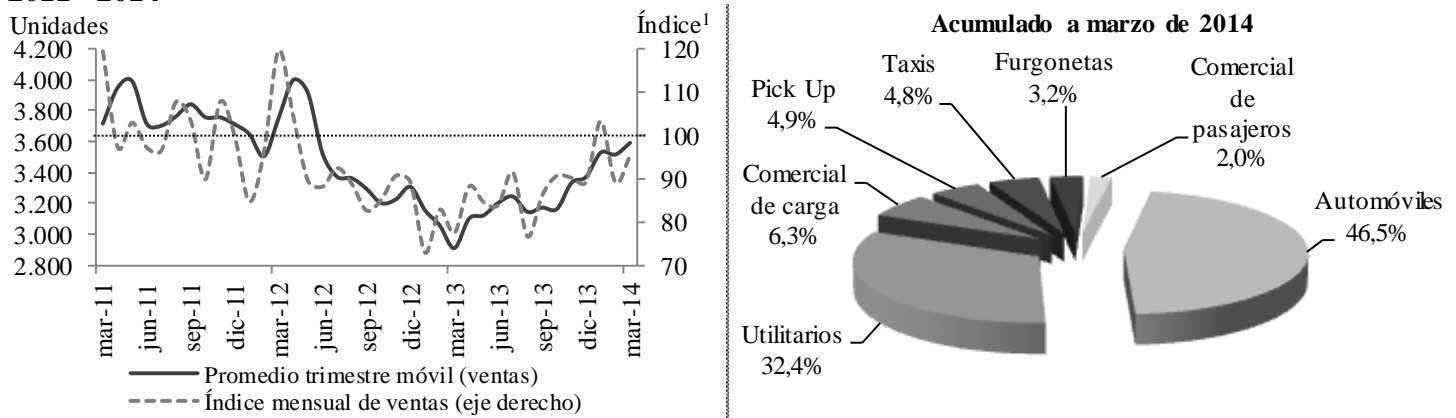 Unidades
Índice¹
4.200
4.000
3.800
3.600
3.400
3.200
3.000
2.800
120
110
100
90
80
70
mar-11
jun-11
sep-11
dic-11
mar-12
jun-12
sep-12
dic-12
mar-13
jun-13
sep-13
dic-13
mar-14
Promedio trimestre móvil (ventas)
Índice mensual de ventas (eje derecho)
Acumulado a marzo de 2014
Automóviles
46,5%
Utilitarios
32,4%
Comercial
de carga
6,3%
Pick Up
4,9%
Taxis
4,8%
Furgonetas
3,2%
Comercial
de
pasajeros
2,0%